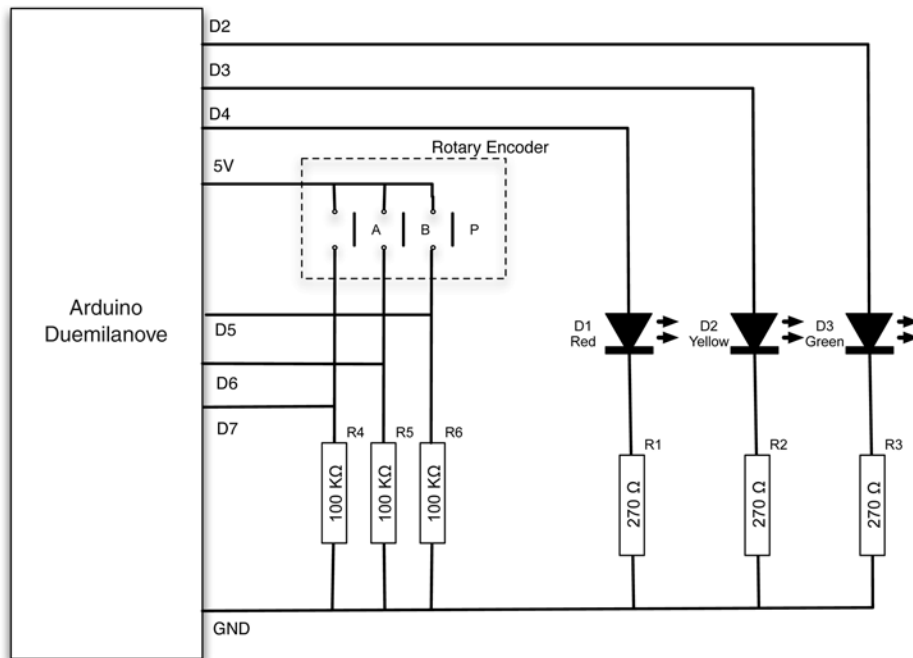 D2
D3
D4
Rotary Encoder
5V
A
B
P
Arduino
Duemilanove
D5
D6
D7
D1
Red
D2
Yellow
D3
Green
R4
R5
R6
R1
R2
R3
100 KΩ
100 KΩ
100 KΩ
270 Ω
270 Ω
270 Ω
GND